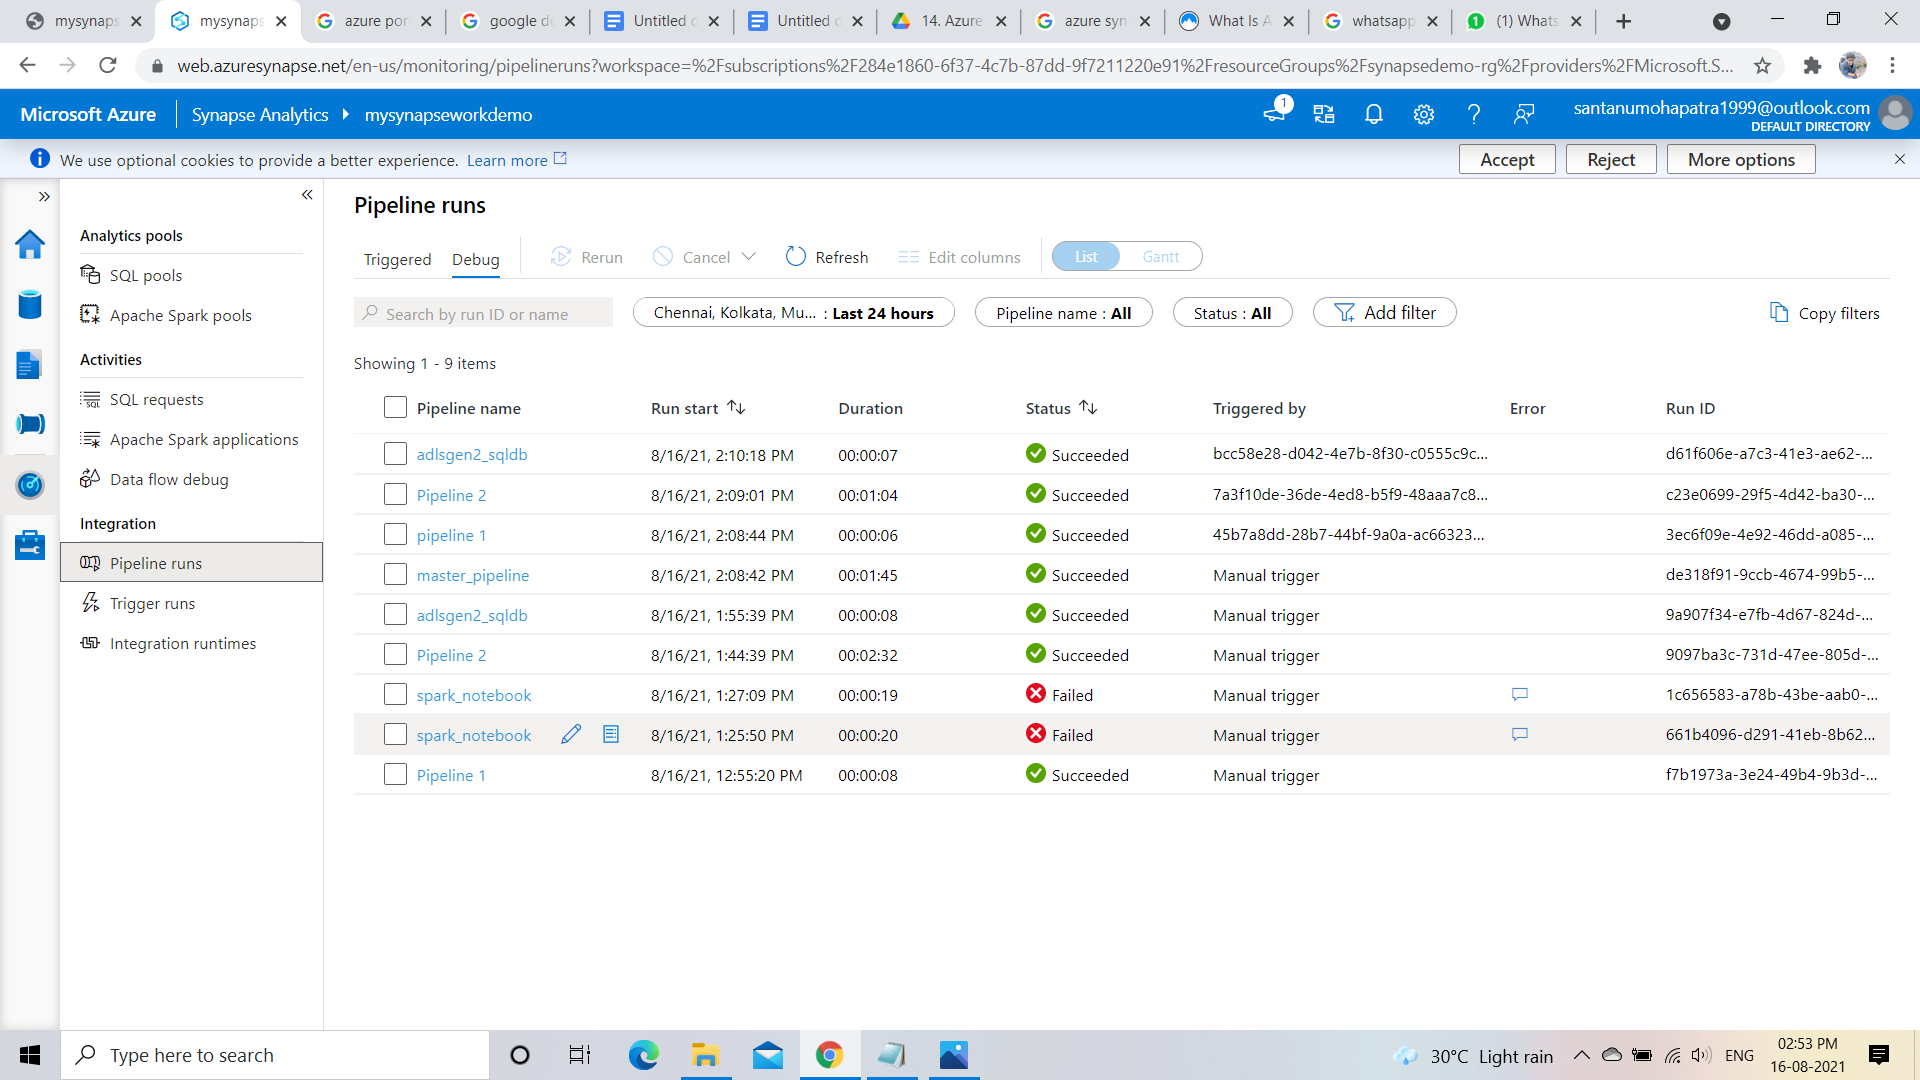 mysynaps
mysynaps
azure por
google do
Untitled d
Untitled d
14. Azure
azure syn
What Is A
whatsapp
(1) Whats
web.azuresynapse.net/en-us/monitoring/pipelineruns?workspace=%2Fsubscriptions%2F284e1860-6f37-4c7b-87dd-9f7211220e91%2FresourceGroups%2Fsynapsedemo-rg%2Fproviders%2FMicrosoft.S...
Microsoft Azure
Synapse Analytics
mysynapseworkdemo
1
santanumohapatra1999@outlook.com
DEFAULT DIRECTORY
We use optional cookies to provide a better experience. Learn more
Accept
Reject
More options
Analytics pools
SQL pools
Apache Spark pools
Activities
SQL requests
Apache Spark applications
Data flow debug
Integration
Pipeline runs
Trigger runs
Integration runtimes
Pipeline runs
Triggered Debug Rerun Cancel Refresh Edit columns List Gantt
Search by run ID or name
Chennai, Kolkata, Mu... : Last 24 hours
Pipeline name : All
Status : All
Add filter
Copy filters
Showing 1 - 9 items
Pipeline name Run start Duration Status Triggered by Error Run ID
adlsgen2_sqldb 8/16/21, 2:10:18 PM 00:00:07 Succeeded bcc58e28-d042-4e7b-8f30-c0555c9c... d61f606e-a7c3-41e3-ae62-...
Pipeline 2 8/16/21, 2:09:01 PM 00:01:04 Succeeded 7a3f10de-36de-4ed8-b5f9-48aaa7c8... c23e0699-29f5-4d42-ba30-...
pipeline 1 8/16/21, 2:08:44 PM 00:00:06 Succeeded 45b7a8dd-28b7-44bf-9a0a-ac66323... 3ec6f09e-4e92-46dd-a085-...
master_pipeline 8/16/21, 2:08:42 PM 00:01:45 Succeeded Manual trigger de318f91-9ccb-4674-99b5-...
adlsgen2_sqldb 8/16/21, 1:55:39 PM 00:00:08 Succeeded Manual trigger 9a907f34-e7fb-4d67-824d-...
Pipeline 2 8/16/21, 1:44:39 PM 00:02:32 Succeeded Manual trigger 9097ba3c-731d-47ee-805d-...
spark_notebook 8/16/21, 1:27:09 PM 00:00:19 Failed Manual trigger 1c656583-a78b-43be-aab0-...
spark_notebook 8/16/21, 1:25:50 PM 00:00:20 Failed Manual trigger 661b4096-d291-41eb-8b62...
Pipeline 1 8/16/21, 12:55:20 PM 00:00:08 Succeeded Manual trigger f7b1973a-3e24-49b4-9b3d-...
Type here to search
30°C Light rain
ENG
02:53 PM
16-08-2021